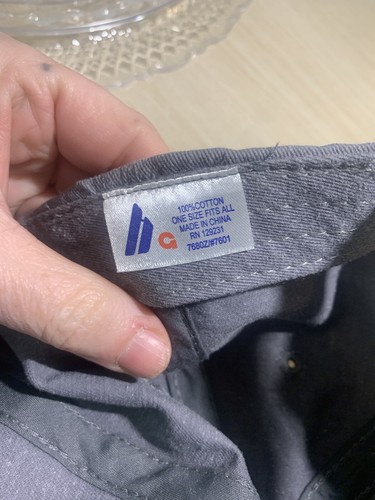 100%COTTON
ONE SIZE FITS ALL
MADE IN CHINA
RN 129231
7680Z/#7601